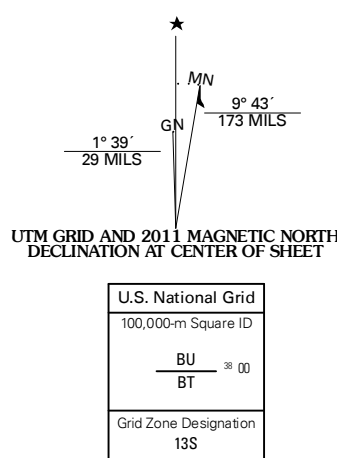 ★
MN
GN
9° 43´
173 MILS
1° 39´
29 MILS
UTM GRID AND 2011 MAGNETIC NORTH
DECLINATION AT CENTER OF SHEET
U.S. National Grid
100,000-m Square ID
BU
BT
38 00
Grid Zone Designation
13S